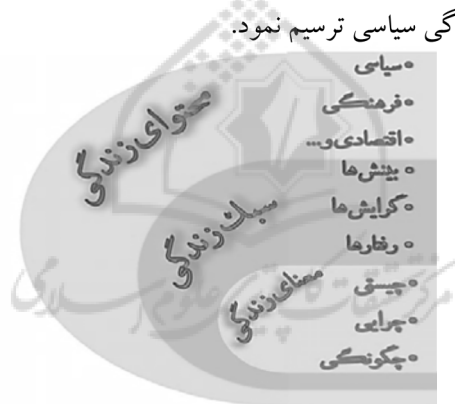 گی سیاسی ترسیم نمود.
• سیاسی
• فرهنگی
• اقتصادی و...
محتوای زندگی
• بینش‌ها
• گرایش‌ها
• رفتارها
سبک زندگی
• چیستی
• چرایی
• چگونگی
معنای زندگی